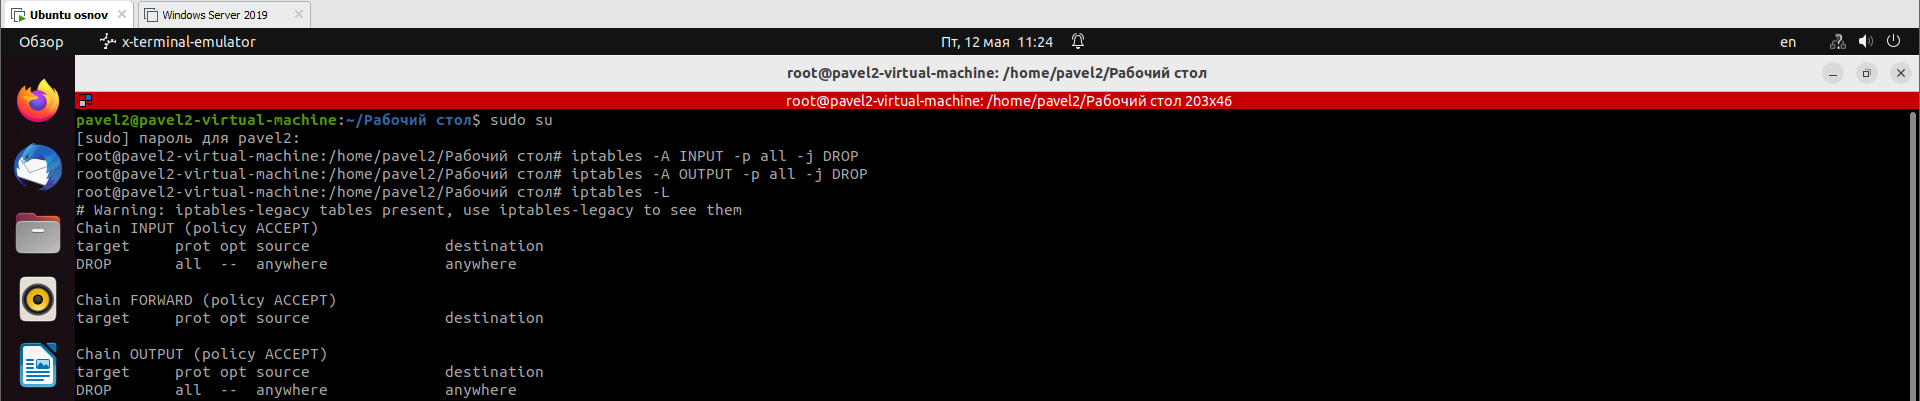 Ubuntu osnov
Windows Server 2019
Обзор x-terminal-emulator Пт, 12 мая 11:24 en
root@pavel2-virtual-machine: /home/pavel2/Рабочий стол
root@pavel2-virtual-machine: /home/pavel2/Рабочий стол 203x46
pavel2@pavel2-virtual-machine:~/Рабочий стол$ sudo su
[sudo] пароль для pavel2:
root@pavel2-virtual-machine:/home/pavel2/Рабочий стол# iptables -A INPUT -p all -j DROP
root@pavel2-virtual-machine:/home/pavel2/Рабочий стол# iptables -A OUTPUT -p all -j DROP
root@pavel2-virtual-machine:/home/pavel2/Рабочий стол# iptables -L
# Warning: iptables-legacy tables present, use iptables-legacy to see them
Chain INPUT (policy ACCEPT)
target     prot opt source               destination
DROP       all  --  anywhere             anywhere
Chain FORWARD (policy ACCEPT)
target     prot opt source               destination
Chain OUTPUT (policy ACCEPT)
target     prot opt source               destination
DROP       all  --  anywhere             anywhere